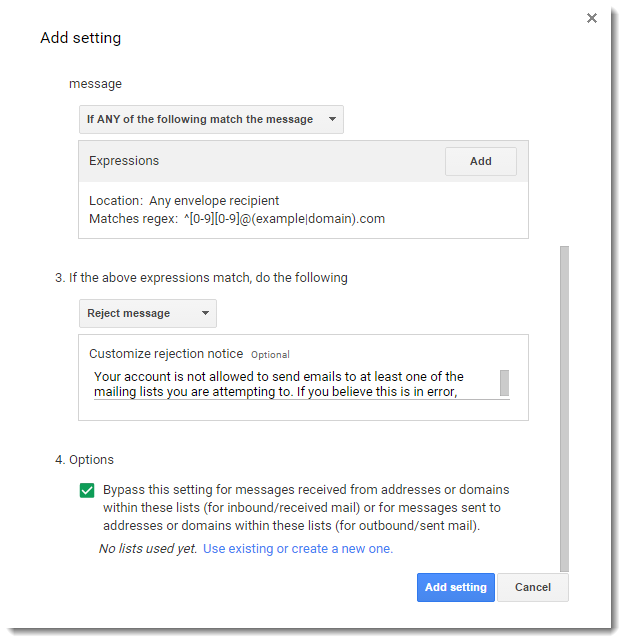 Add setting
message
If ANY of the following match the message
Expressions
Add
Location: Any envelope recipient
Matches regex: ^[0-9][0-9]@(example|domain).com
3. If the above expressions match, do the following
Reject message
Customize rejection notice Optional
Your account is not allowed to send emails to at least one of the
mailing lists you are attempting to. If you believe this is in error,
4. Options
Bypass this setting for messages received from addresses or domains
within these lists (for inbound/received mail) or for messages sent to
addresses or domains within these lists (for outbound/sent mail).
No lists used yet. Use existing or create a new one.
Add setting
Cancel